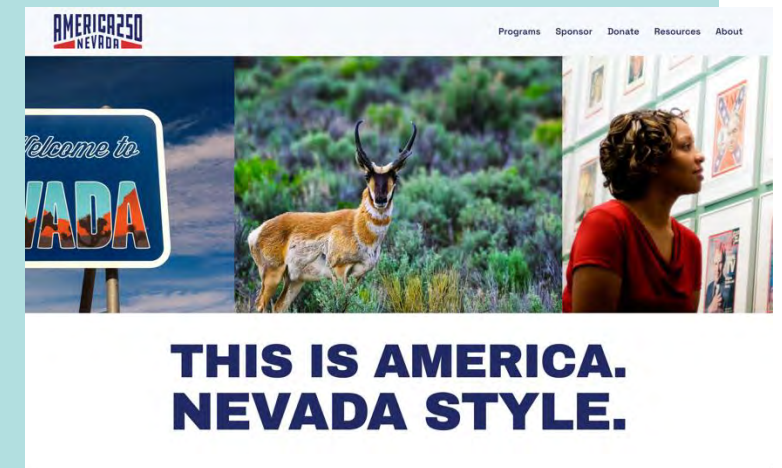 AMERICA250
NEVADA
Programs Sponsor Donate Resources About
Welcome to
VADA
THIS IS AMERICA.
NEVADA STYLE.